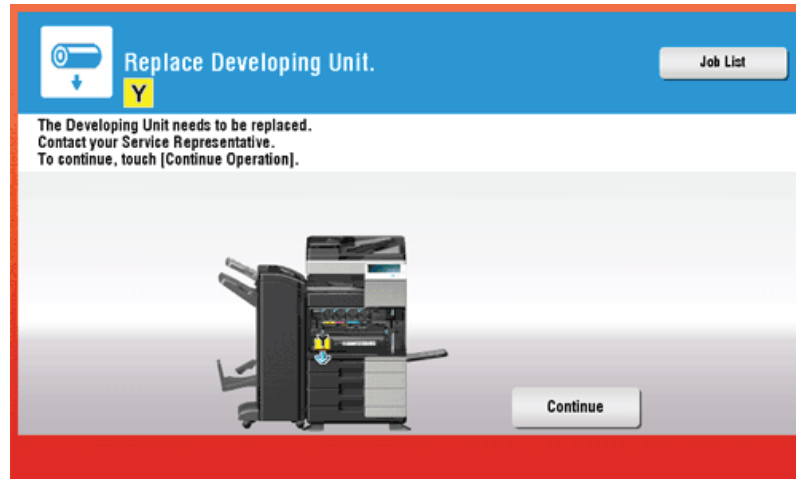 Replace Developing Unit.
Job List
Y
The Developing Unit needs to be replaced.
Contact your Service Representative.
To continue, touch [Continue Operation].
Y
Continue